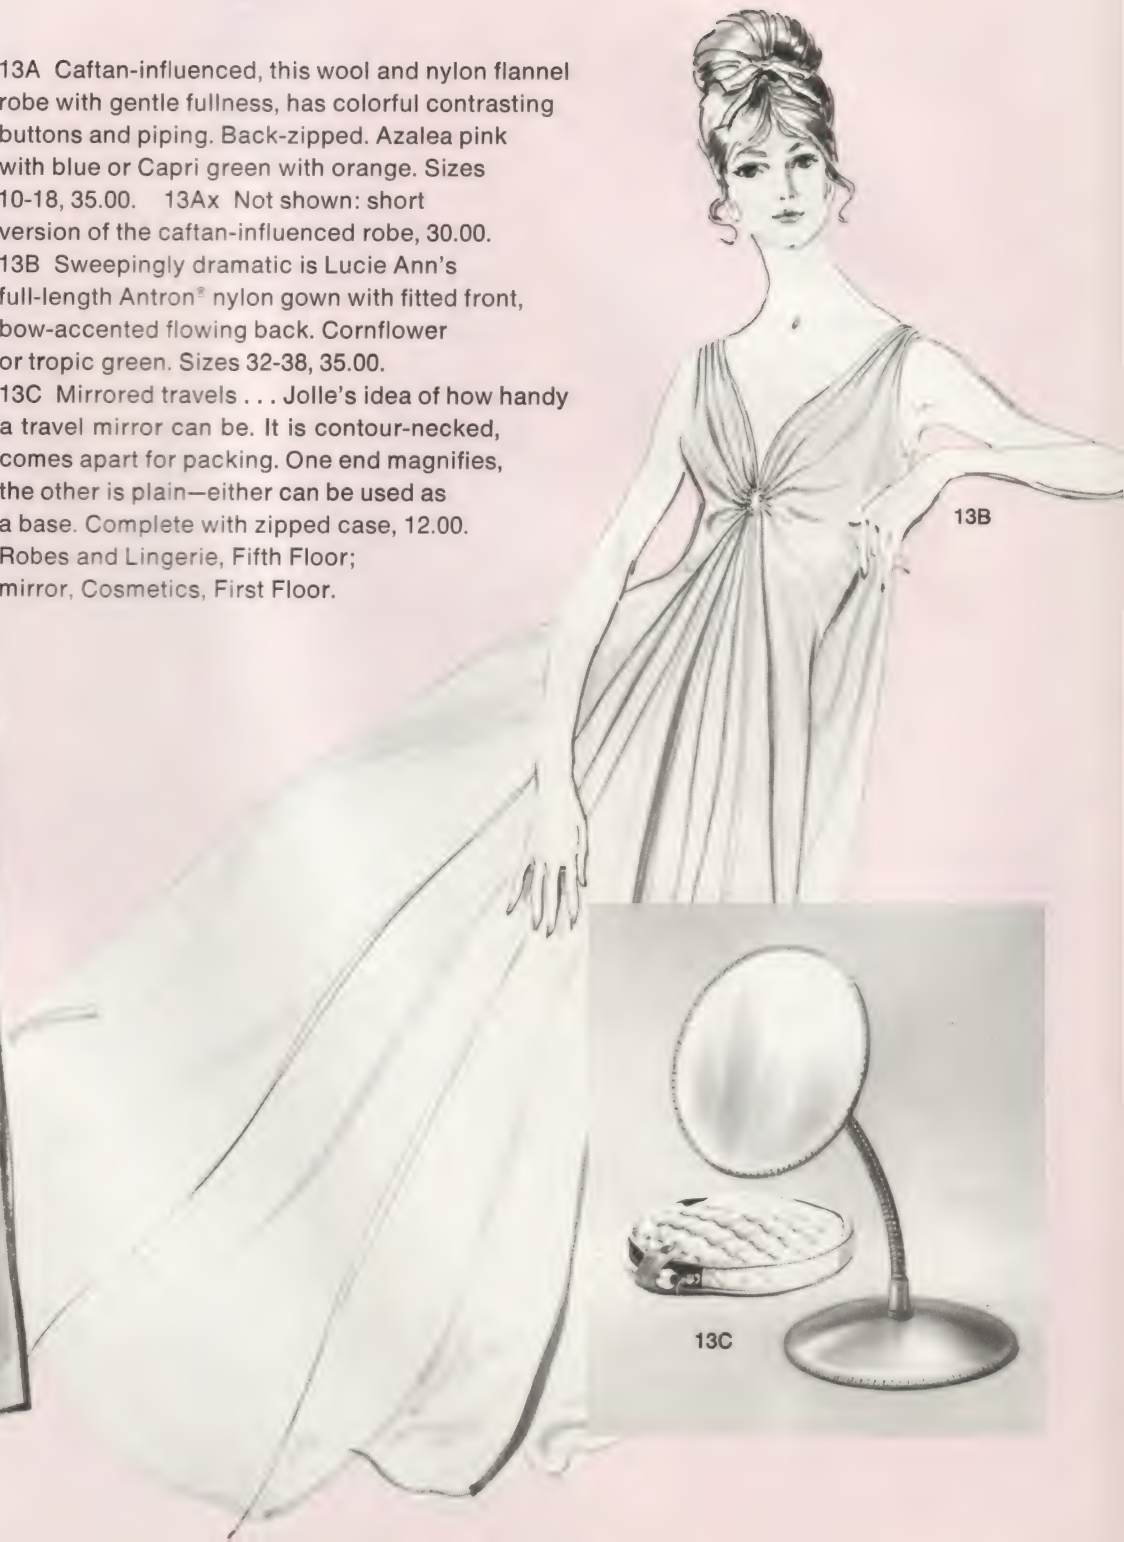 13A Caftan-influenced, this wool and nylon flannel
robe with gentle fullness, has colorful contrasting
buttons and piping. Back-zipped. Azalea pink
with blue or Capri green with orange. Sizes
10-18, 35.00. 13Ax Not shown: short
version of the caftan-influenced robe, 30.00.
13B Sweepingly dramatic is Lucie Ann's
full-length Antron® nylon gown with fitted front,
bow-accented flowing back. Cornflower
or tropic green. Sizes 32-38, 35.00.
13C Mirrored travels . . . Jolle's idea of how handy
a travel mirror can be. It is contour-necked,
comes apart for packing. One end magnifies,
the other is plain—either can be used as
a base. Complete with zipped case, 12.00.
Robes and Lingerie, Fifth Floor;
mirror, Cosmetics, First Floor.
13B
13C